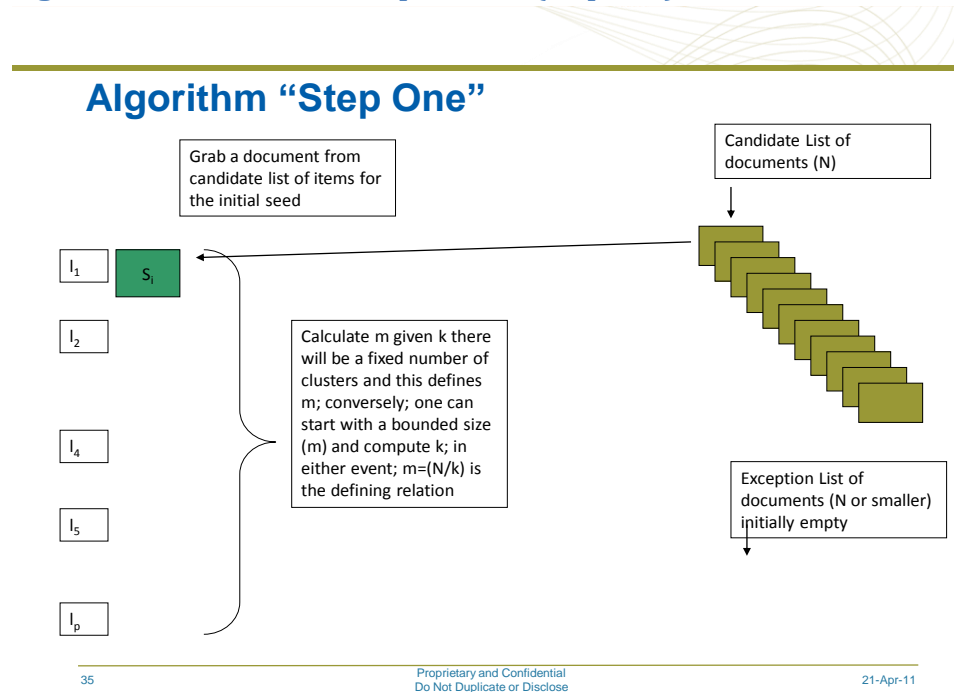 Algorithm “Step One”
Grab a document from
candidate list of items for
the initial seed
Candidate List of
documents (N)
I1
Si
I2
I4
I5
Ip
Calculate m given k there
will be a fixed number of
clusters and this defines
m; conversely; one can
start with a bounded size
(m) and compute k; in
either event; m=(N/k) is
the defining relation
Exception List of
documents (N or smaller)
initially empty
35
Proprietary and Confidential
Do Not Duplicate or Disclose
21-Apr-11